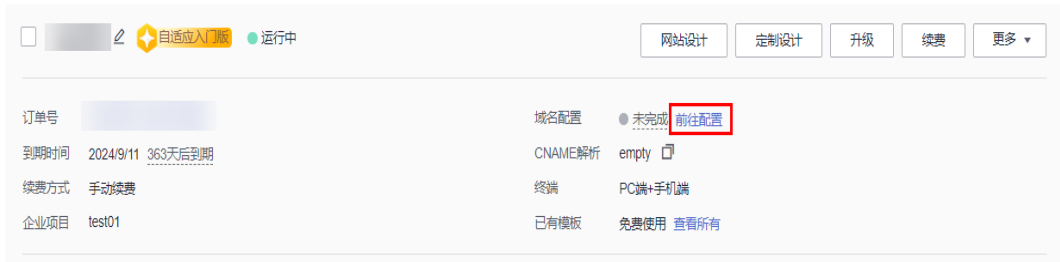 自适应入门版 运行中 网站设计 定制设计 升级 续费 更多
订单号 域名配置 未完成 前往配置
到期时间 2024/9/11 363天后到期 CNAME解析 empty
续费方式 手动续费 终端 PC端+手机端
企业项目 test01 已有模板 免费使用 查看所有